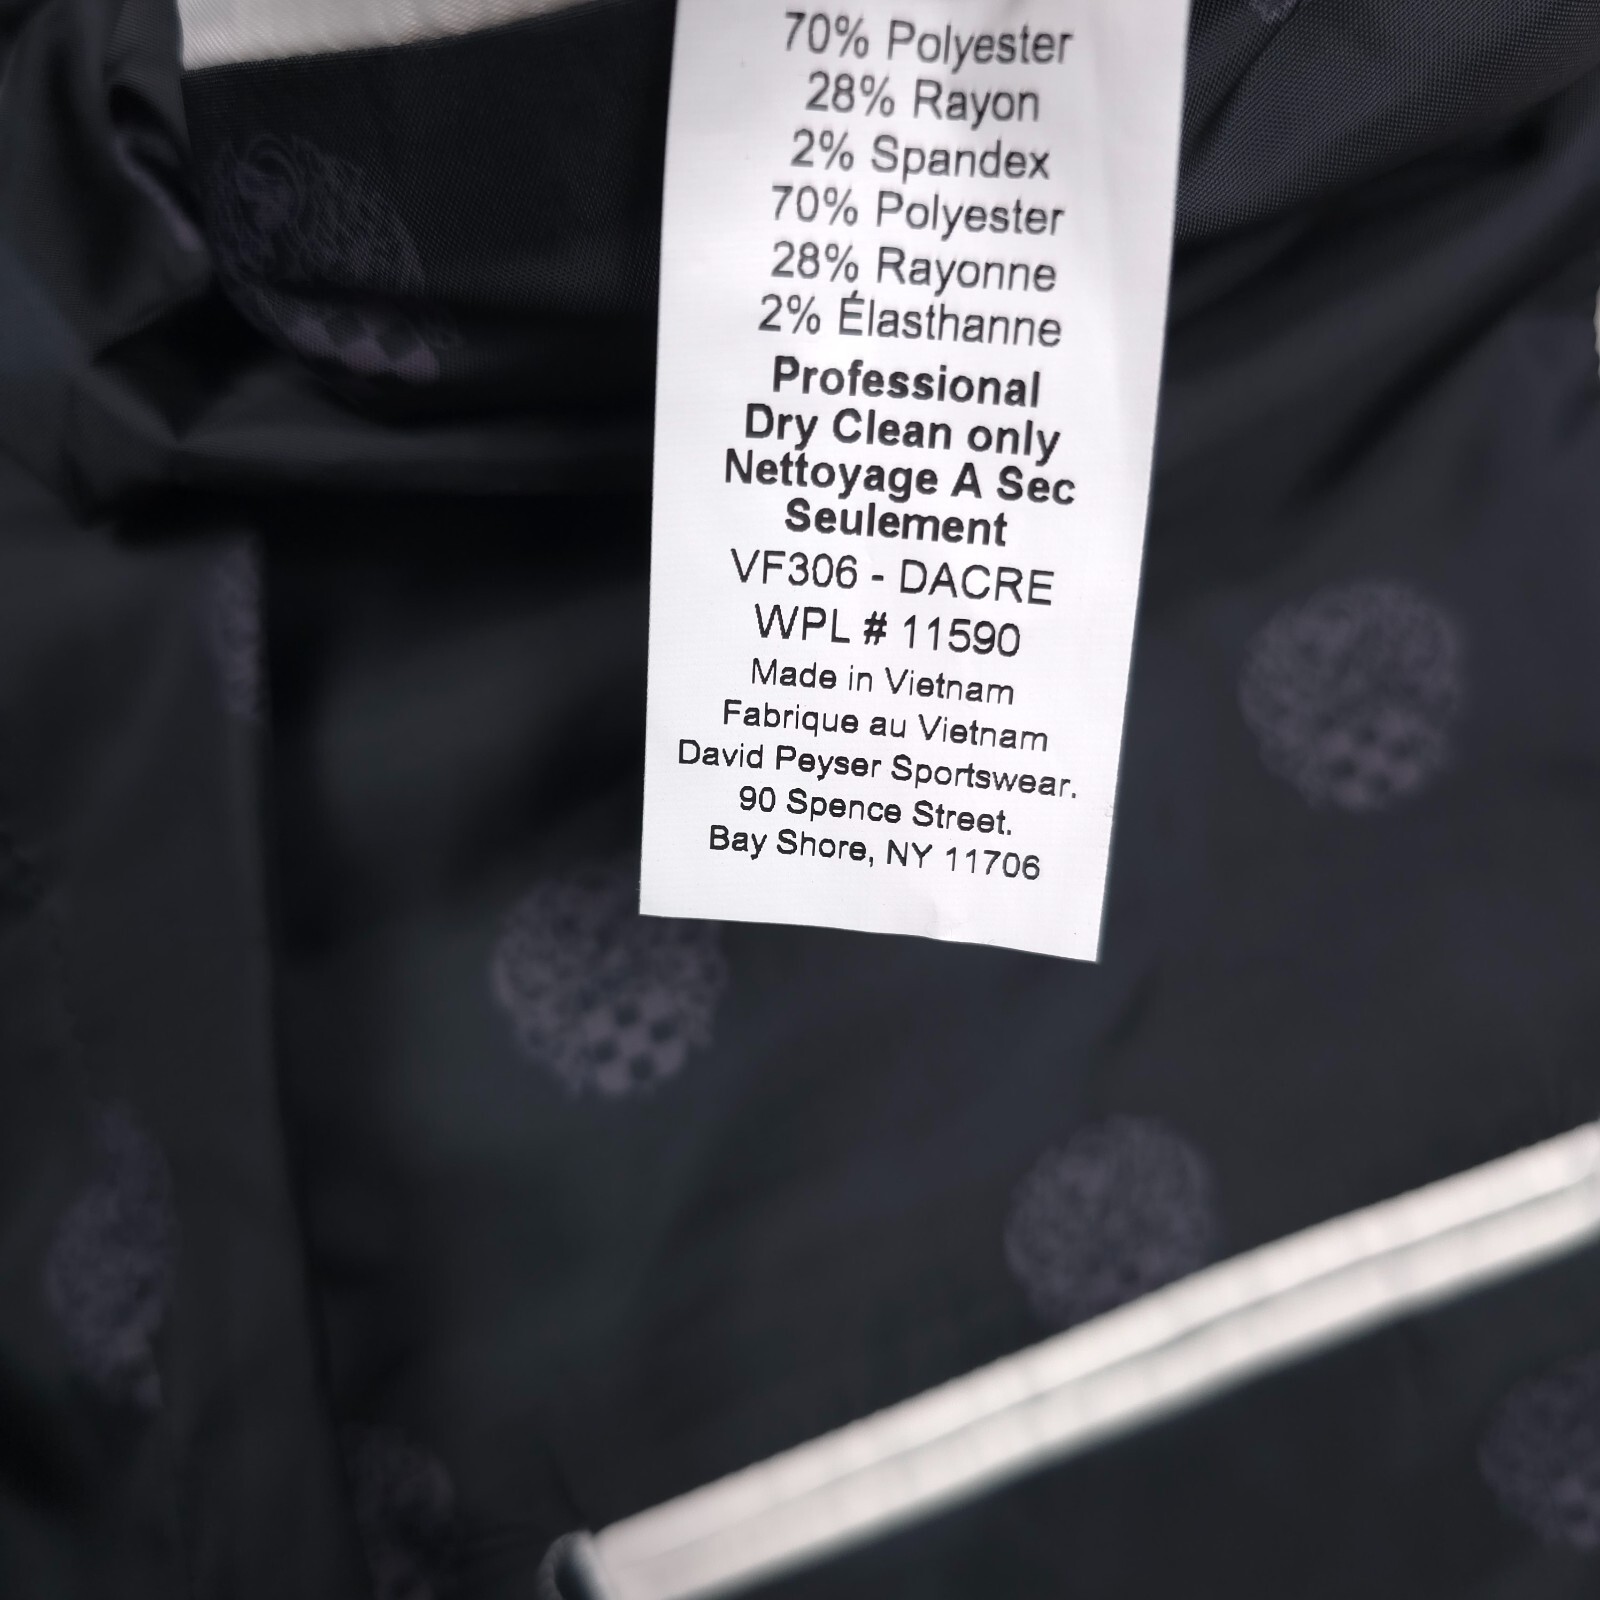 70% Polyester
28% Rayon
2% Spandex
70% Polyester
28% Rayonne
2% Élasthanne
Professional
Dry Clean only
Nettoyage A Sec
Seulement
VF306 - DACRE
WPL # 11590
Made in Vietnam
Fabrique au Vietnam
David Peyser Sportswear.
90 Spence Street.
Bay Shore, NY 11706